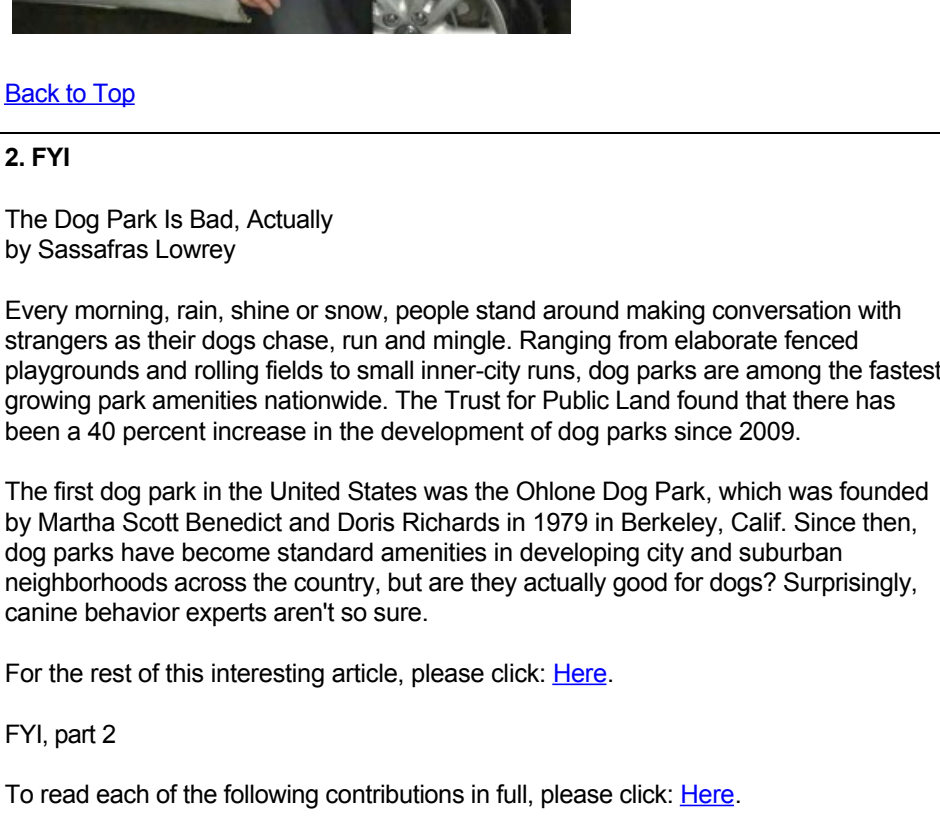 Back to Top
2. FYI
The Dog Park Is Bad, Actually
by Sassafras Lowrey
Every morning, rain, shine or snow, people stand around making conversation with
strangers as their dogs chase, run and mingle. Ranging from elaborate fenced
playgrounds and rolling fields to small inner-city runs, dog parks are among the fastest
growing park amenities nationwide. The Trust for Public Land found that there has
been a 40 percent increase in the development of dog parks since 2009.
The first dog park in the United States was the Ohlone Dog Park, which was founded
by Martha Scott Benedict and Doris Richards in 1979 in Berkeley, Calif. Since then,
dog parks have become standard amenities in developing city and suburban
neighborhoods across the country, but are they actually good for dogs? Surprisingly,
canine behavior experts aren't so sure.
For the rest of this interesting article, please click: Here.
FYI, part 2
To read each of the following contributions in full, please click: Here.